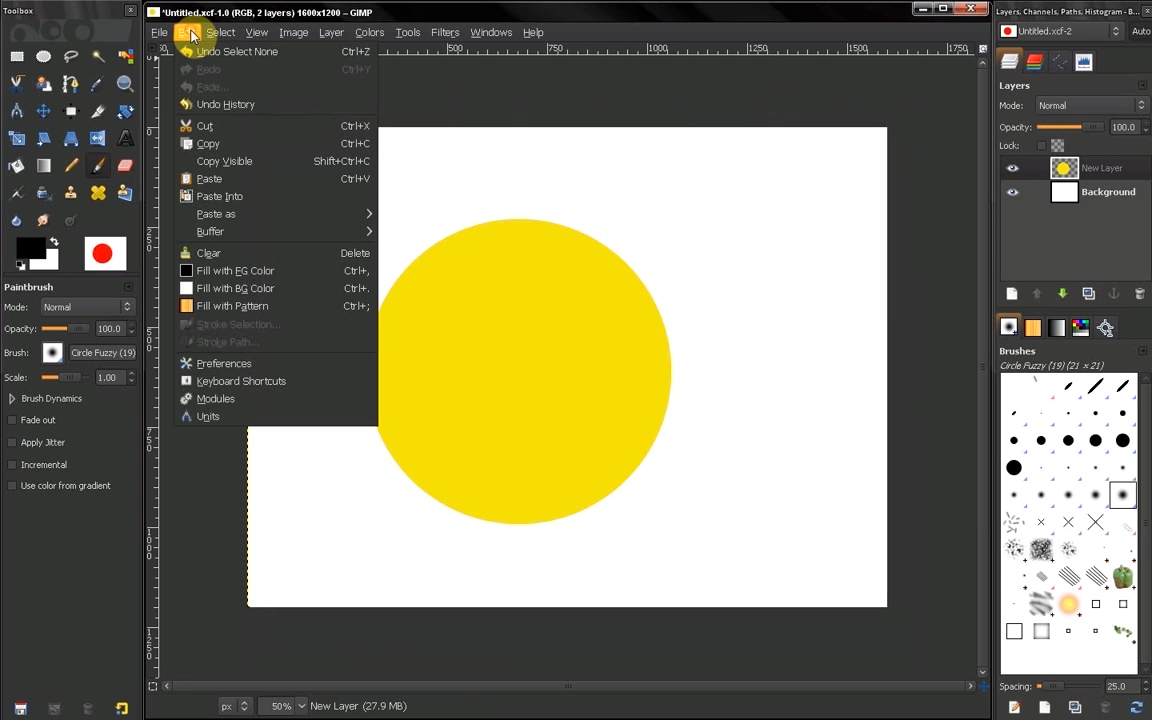 Toolbox
*Untitled.xcf-1.0 (RGB, 2 layers) 1600x1200 – GIMP
Layers, Channels, Paths, Histogram - B...
File Select View Image Layer Colors Tools Filters Windows Help
Untitled.xcf-2 Auto
Undo Select None Ctrl+Z
Redo Ctrl+Y
Fade...
Undo History
Cut Ctrl+X
Copy Ctrl+C
Copy Visible Shift+Ctrl+C
Paste Ctrl+V
Paste Into
Paste as
Buffer
Clear Delete
Fill with FG Color Ctrl+,
Fill with BG Color Ctrl+.
Fill with Pattern Ctrl+;
Stroke Selection...
Stroke Path...
Preferences
Keyboard Shortcuts
Modules
Units
500 750 1000 1250 1500 1750
0
250
500
750
1000
1250
Paintbrush
Mode: Normal
Opacity: 100.0
Brush: Circle Fuzzy (19)
Scale: 1.00
Brush Dynamics
Fade out
Apply Jitter
Incremental
Use color from gradient
Layers
Mode: Normal
Opacity: 100.0
Lock:
New Layer
Background
Brushes
Circle Fuzzy (19) (21 × 21)
Spacing: 25.0
px 50% New Layer (27.9 MB)